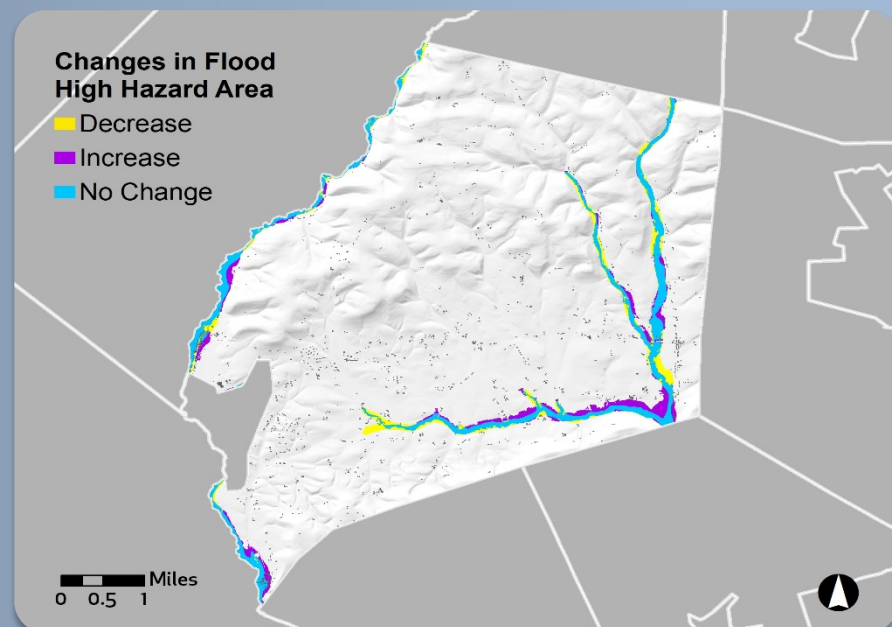 Changes in Flood
High Hazard Area
Decrease
Increase
No Change
Miles
0 0.5 1